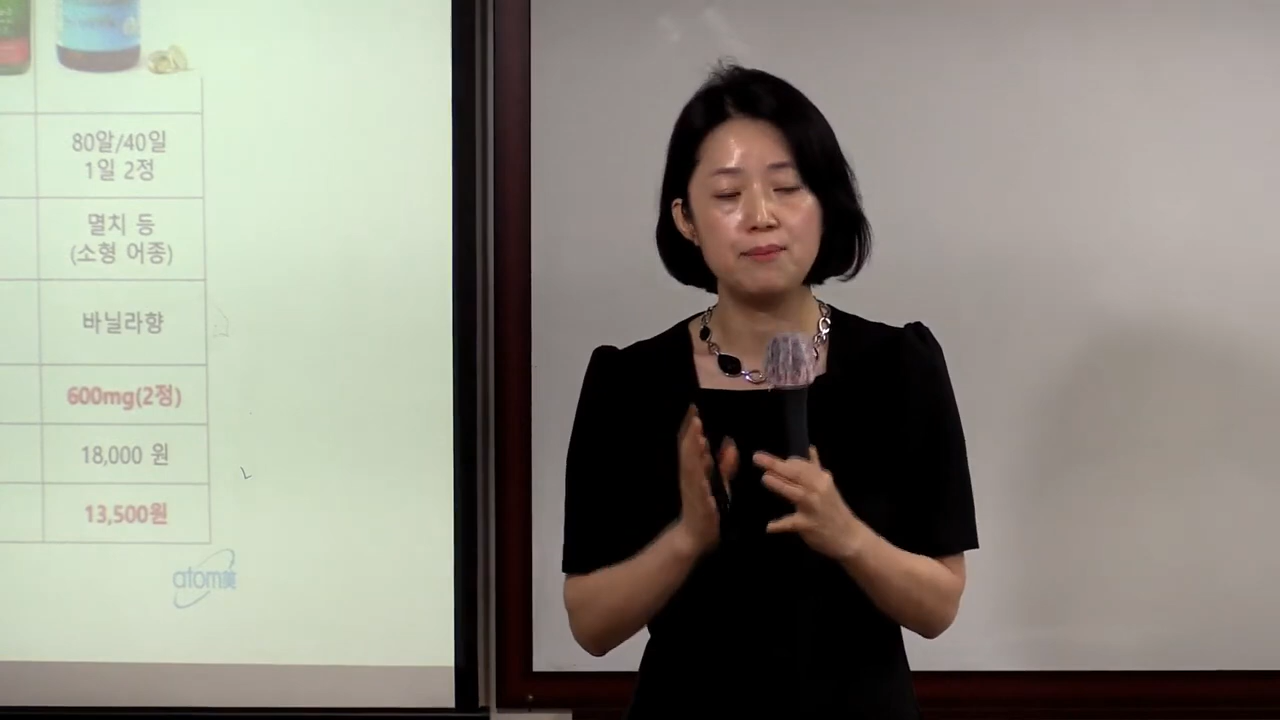 80알/40일
1일 2정
멸치 등
(소형 어종)
바닐라향
600mg(2정)
18,000 원
13,500원
atom美